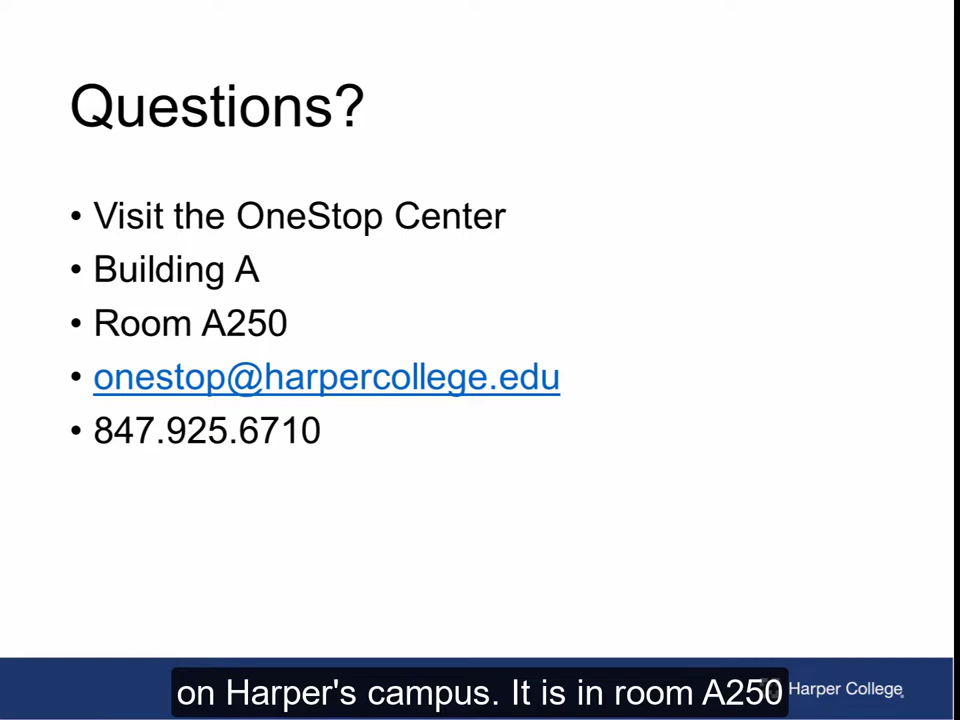 Questions?
• Visit the OneStop Center
• Building A
• Room A250
• onestop@harpercollege.edu
• 847.925.6710
Harper College
on Harper's campus. It is in room A250